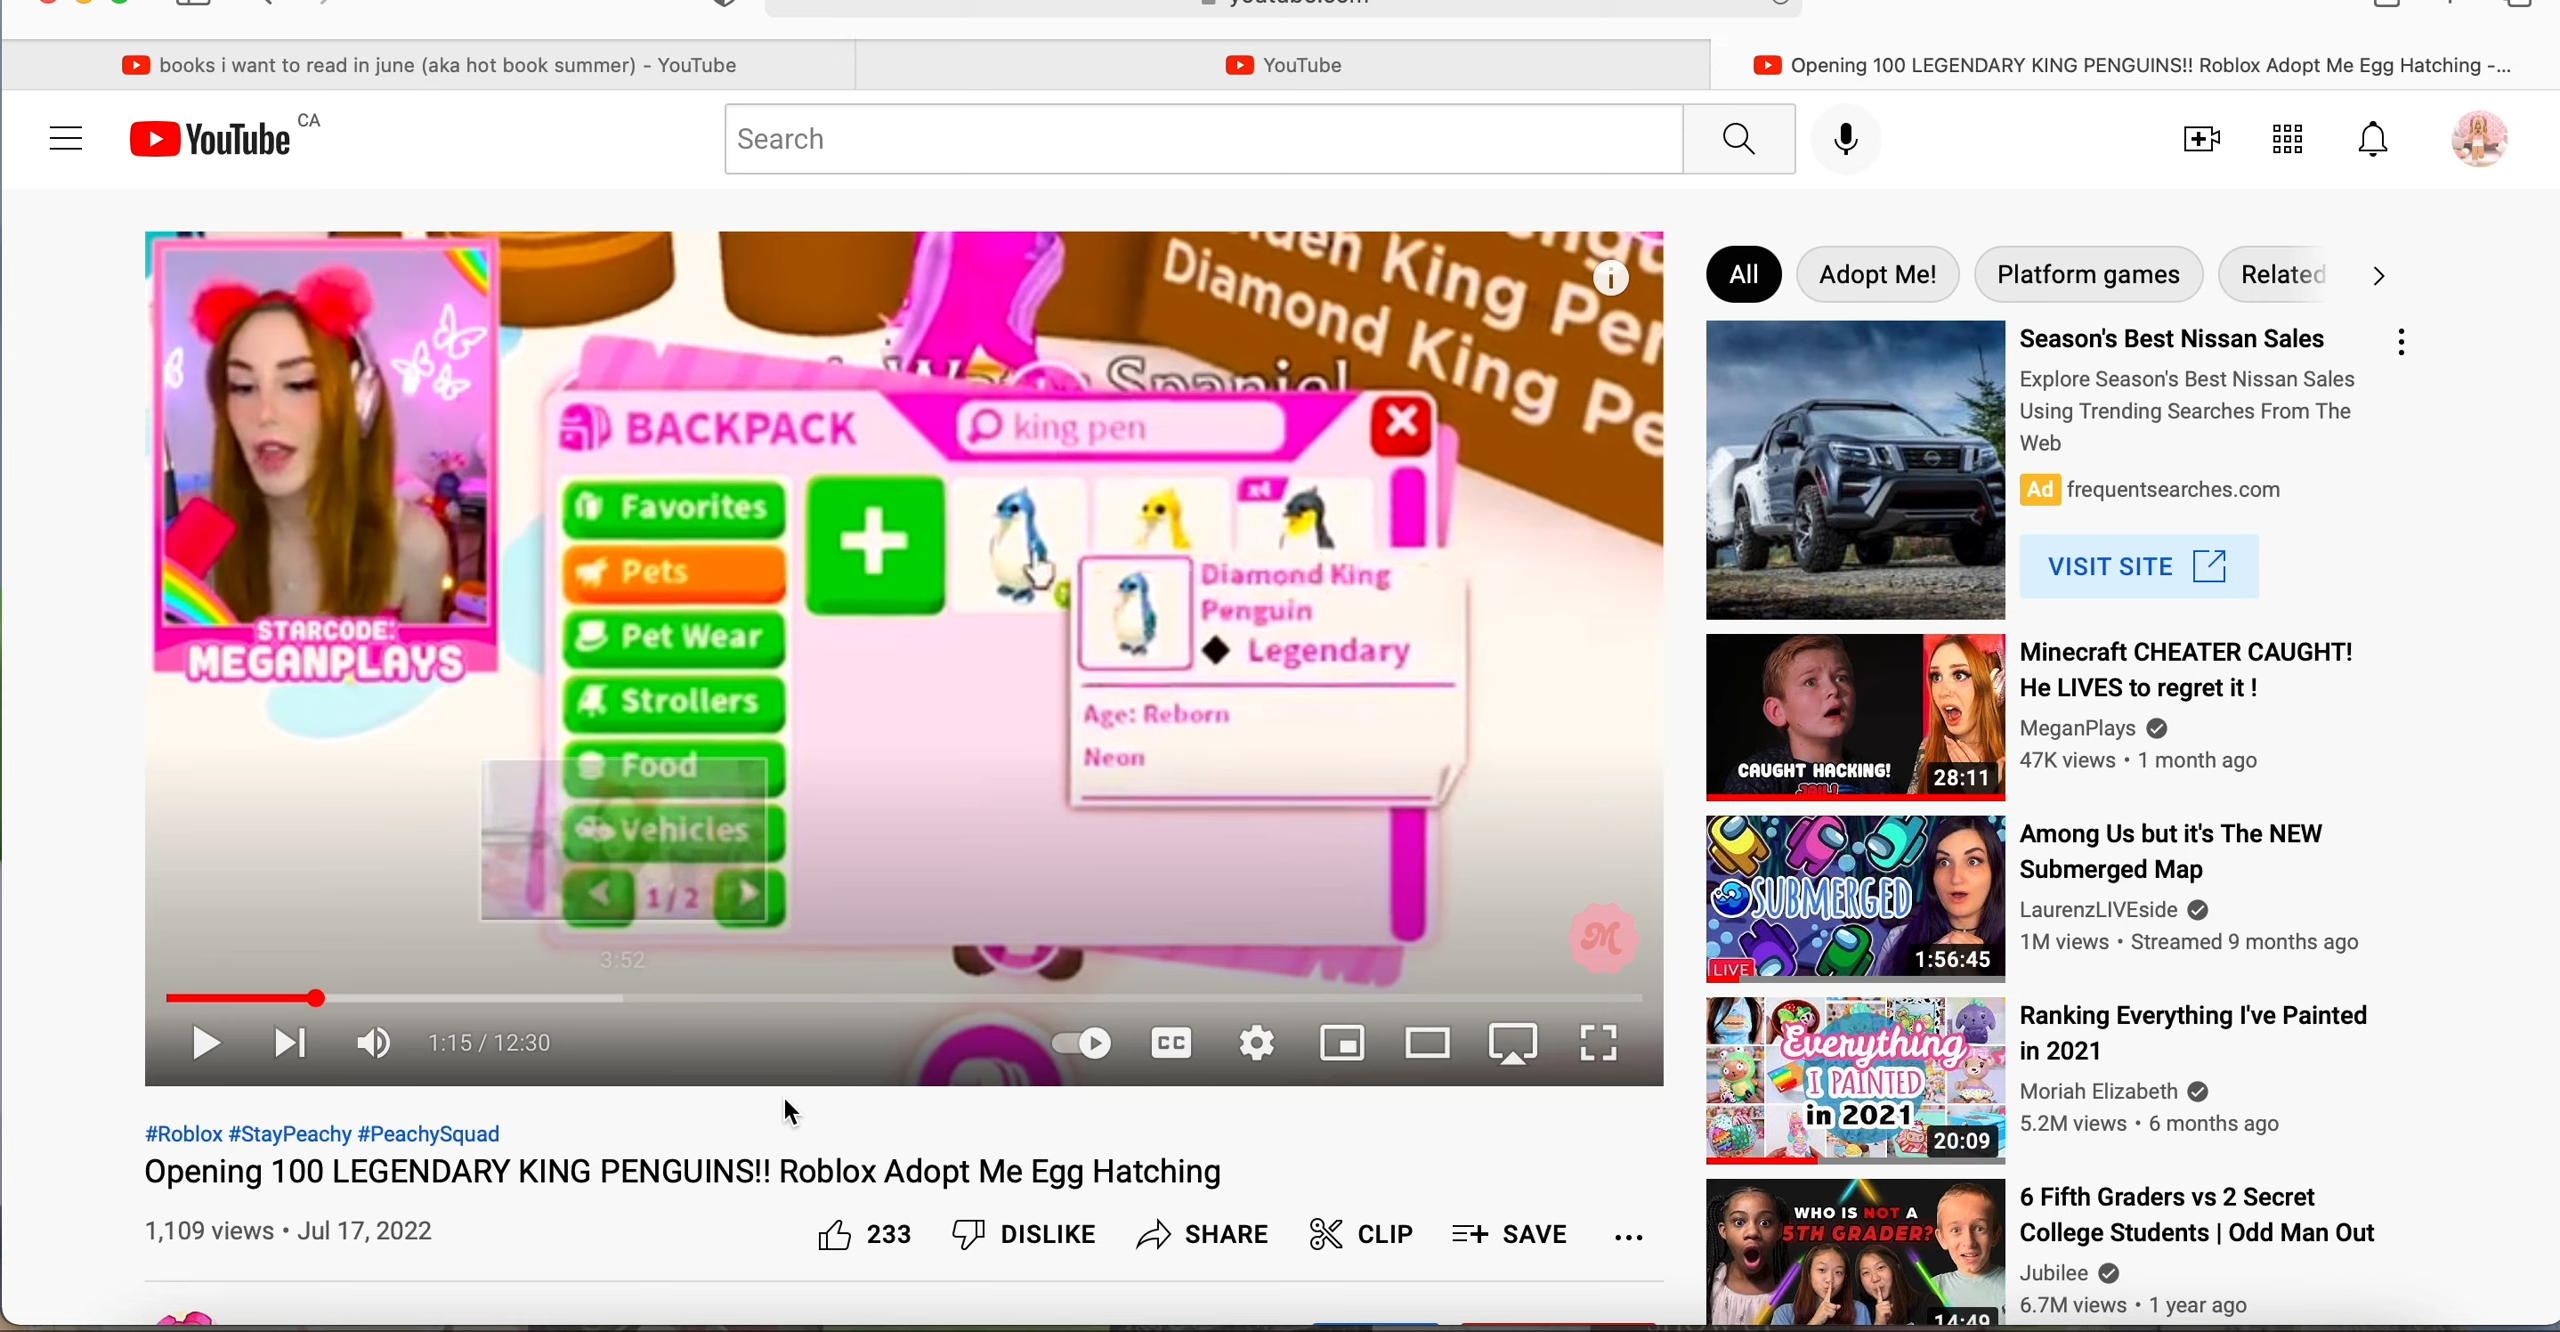 books i want to read in june (aka hot book summer) - YouTube
YouTube
Opening 100 LEGENDARY KING PENGUINS!! Roblox Adopt Me Egg Hatching -...
YouTube CA
Search
Diamond King Pe
BACKPACK
king pen
Favorites
Pets
Pet Wear
Strollers
Food
Vehicles
1/2
x4
Diamond King
Penguin
Legendary
Age: Reborn
Neon
STARCODE:
MEGANPLAYS
M
3:52
1:15 / 12:30
CC
#Roblox #StayPeachy #PeachySquad
Opening 100 LEGENDARY KING PENGUINS!! Roblox Adopt Me Egg Hatching
1,109 views • Jul 17, 2022
233
DISLIKE
SHARE
CLIP
SAVE
All
Adopt Me!
Platform games
Related
Season's Best Nissan Sales
Explore Season's Best Nissan Sales
Using Trending Searches From The
Web
Ad frequentsearches.com
VISIT SITE
CAUGHT HACKING!
28:11
Minecraft CHEATER CAUGHT!
He LIVES to regret it !
MeganPlays
47K views • 1 month ago
SUBMERGED
LIVE
1:56:45
Among Us but it's The NEW
Submerged Map
LaurenzLIVEside
1M views • Streamed 9 months ago
Everything
I PAINTED
in 2021
20:09
Ranking Everything I've Painted
in 2021
Moriah Elizabeth
5.2M views • 6 months ago
WHO IS NOT A
5TH GRADER?
14:49
6 Fifth Graders vs 2 Secret
College Students | Odd Man Out
Jubilee
6.7M views • 1 year ago